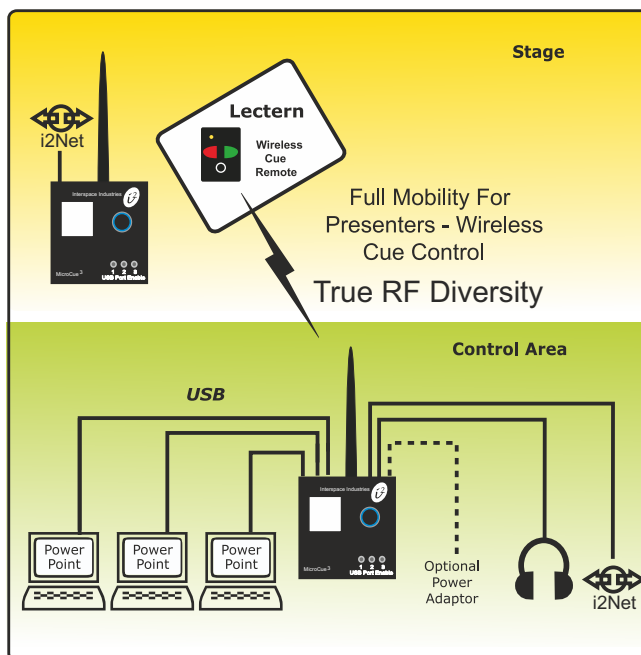 Stage
i2Net
Lectern
Wireless
Cue
Remote
Interspace Industries
i²
MicroCue³
1 2 3
USB Port Enable
Full Mobility For
Presenters - Wireless
Cue Control
True RF Diversity
Control Area
USB
Interspace Industries
i²
MicroCue³
1 2 3
USB Port Enable
Power
Point
Power
Point
Power
Point
Optional
Power
Adaptor
i2Net